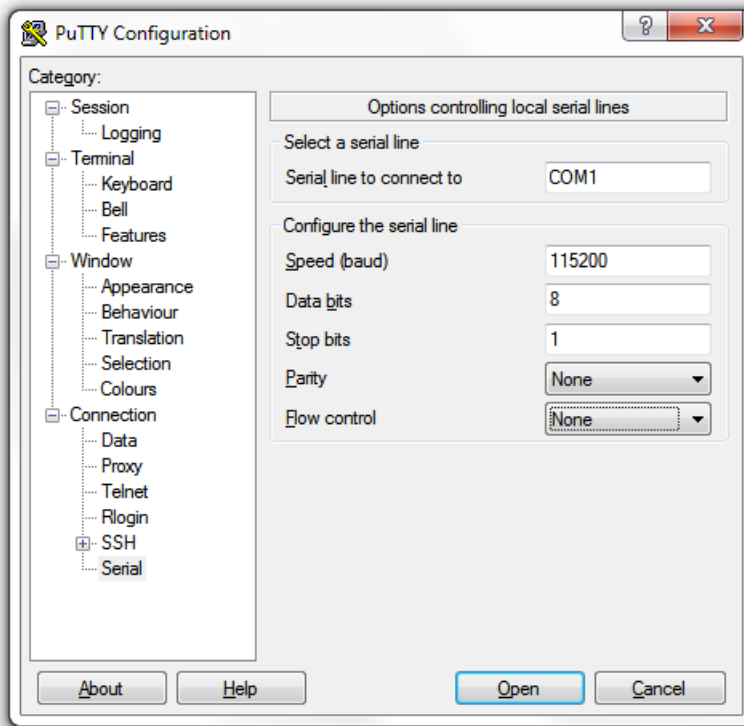 PuTTY Configuration
Category:
Session
Logging
Terminal
Keyboard
Bell
Features
Window
Appearance
Behaviour
Translation
Selection
Colours
Connection
Data
Proxy
Telnet
Rlogin
SSH
Serial
Options controlling local serial lines
Select a serial line
Serial line to connect to COM1
Configure the serial line
Speed (baud) 115200
Data bits 8
Stop bits 1
Parity None
Flow control None
About Help Open Cancel